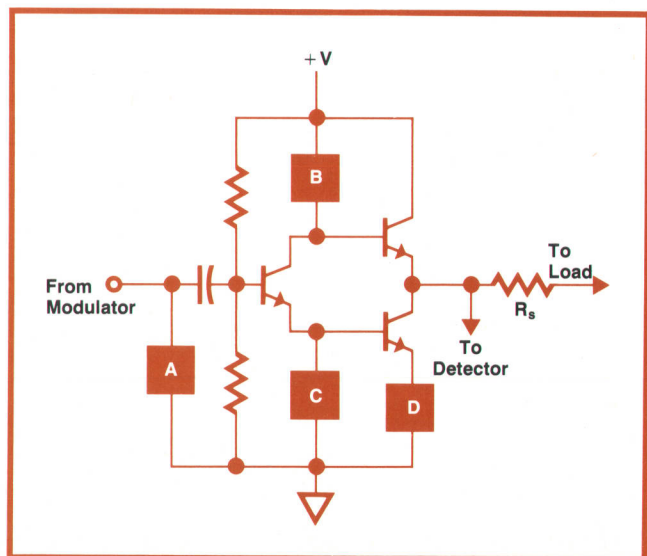 +V
B
From
Modulator
A
C
D
To
Load
Rs
To
Detector